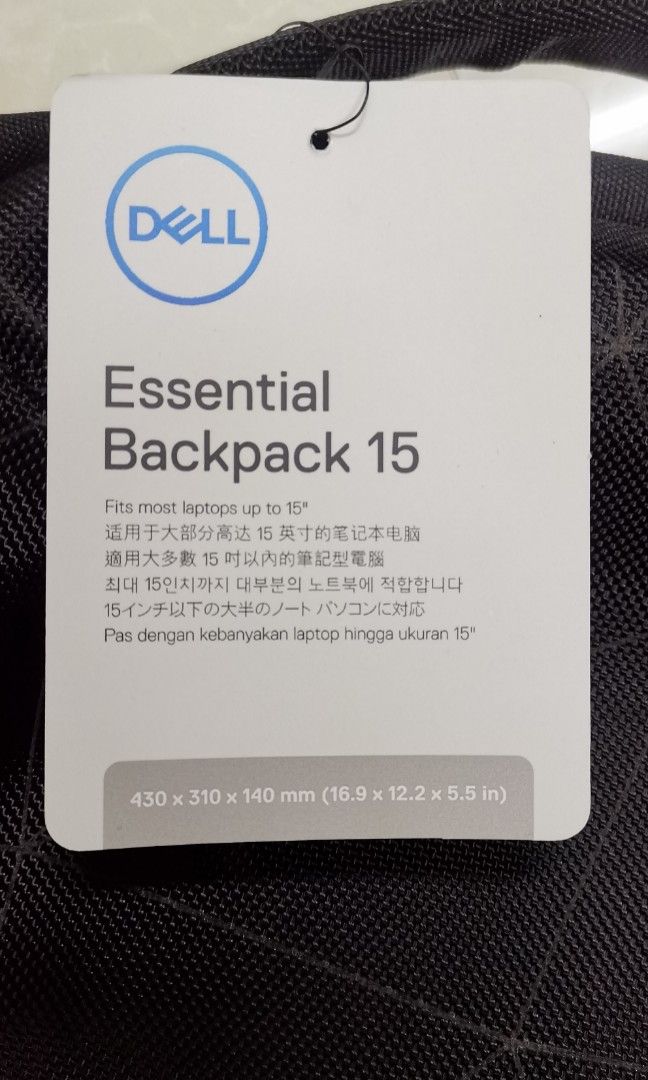 DELL
Essential
Backpack 15
Fits most laptops up to 15"
适用于大部分高达 15 英寸的笔记本电脑
適用大多數 15 吋以內的筆記型電腦
최대 15인치까지 대부분의 노트북에 적합합니다
15インチ以下の大半のノート パソコンに対応
Pas dengan kebanyakan laptop hingga ukuran 15"
430 x 310 x 140 mm (16.9 x 12.2 x 5.5 in)